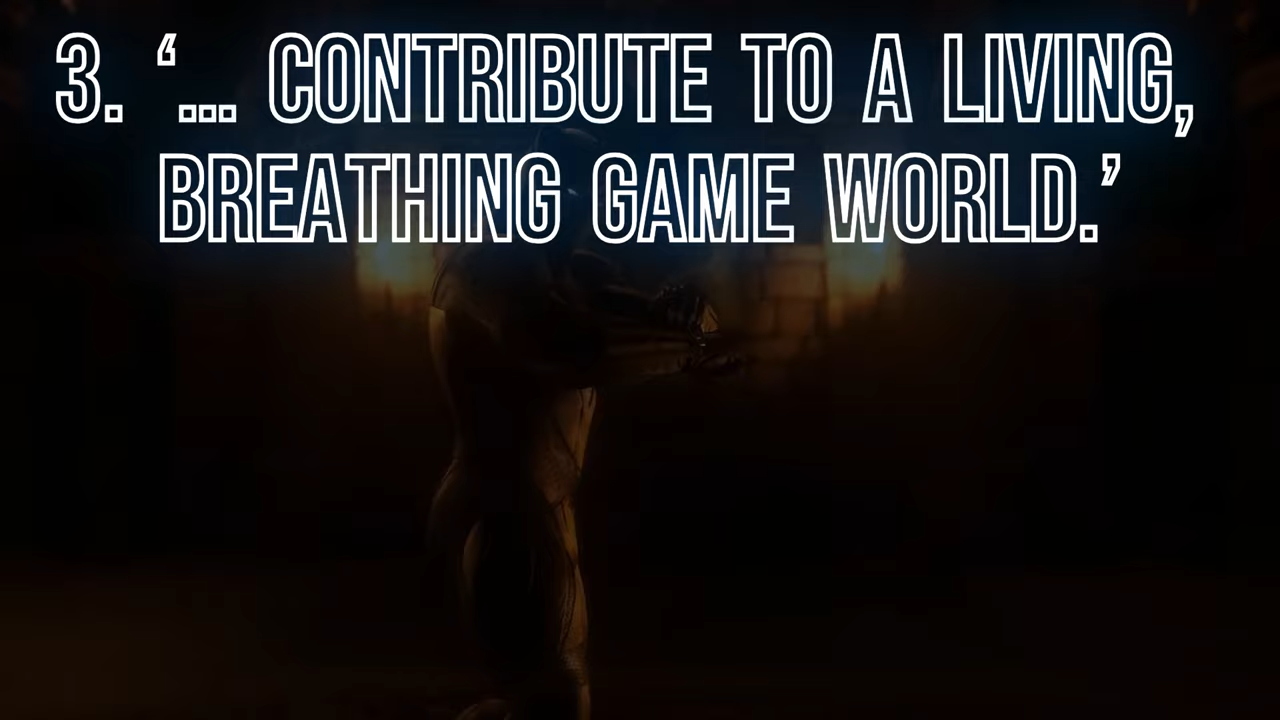 3. ‘... CONTRIBUTE TO A LIVING,
BREATHING GAME WORLD.’